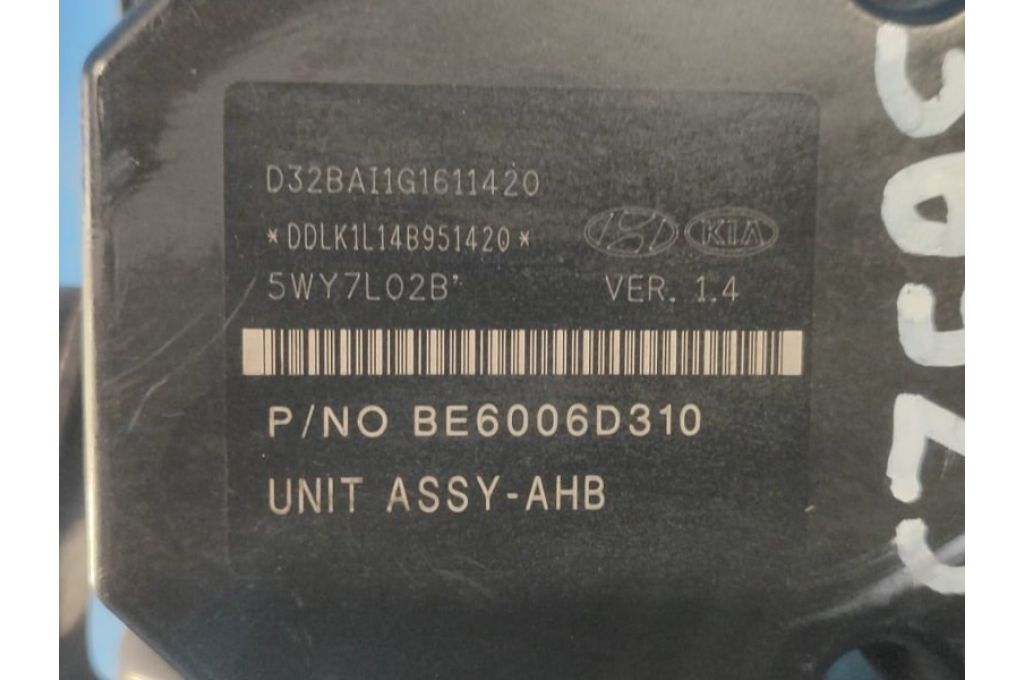 D32BAI1G1611420
*DDLK1L14B951420*
KIA
5WY7L02B'
VER. 1.4
P/NO BE6006D310
UNIT ASSY-AHB